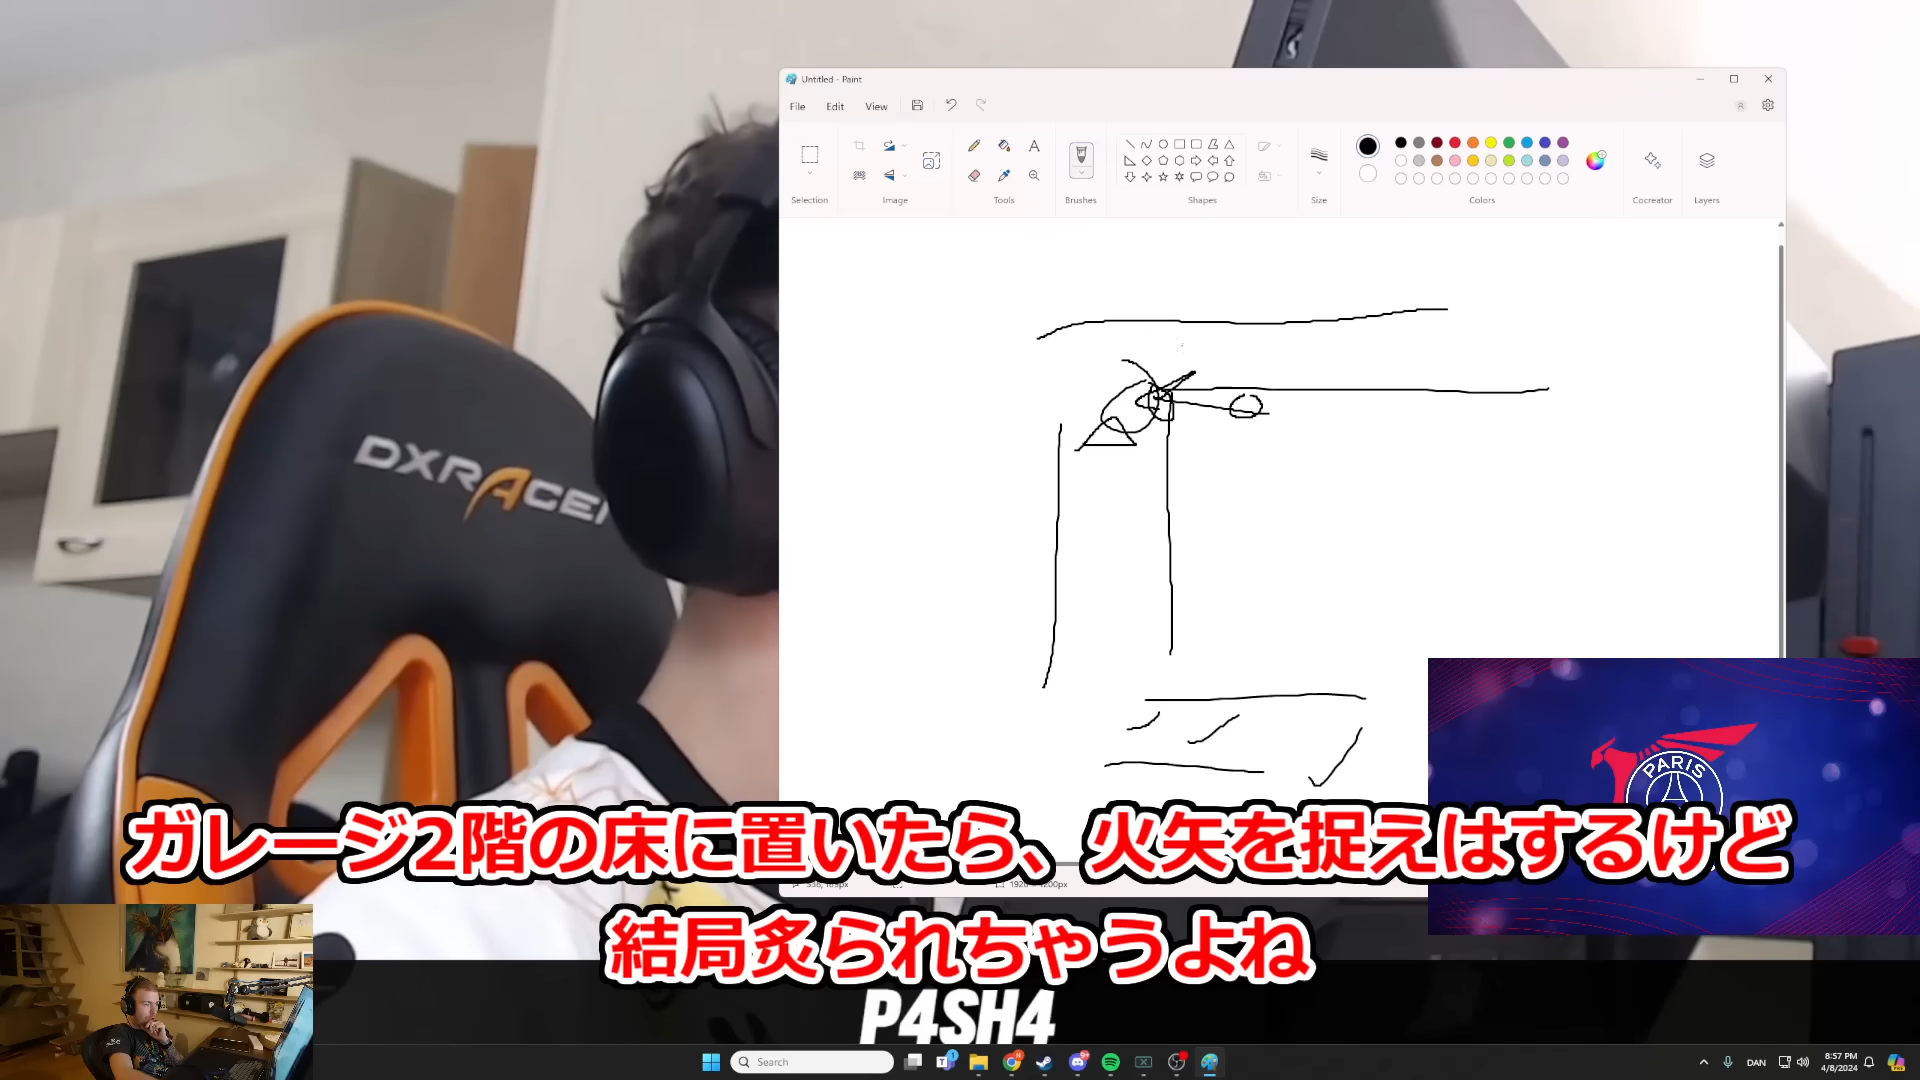 Untitled - Paint
File Edit View
Selection Image Tools Brushes Shapes Size Colors Cocreator Layers
DXRACER
PARIS
ガレージ2階の床に置いたら、火矢を捉えはするけど
結局炙られちゃうよね
P4SH4
Search
DAN
8:57 PM
4/8/2024